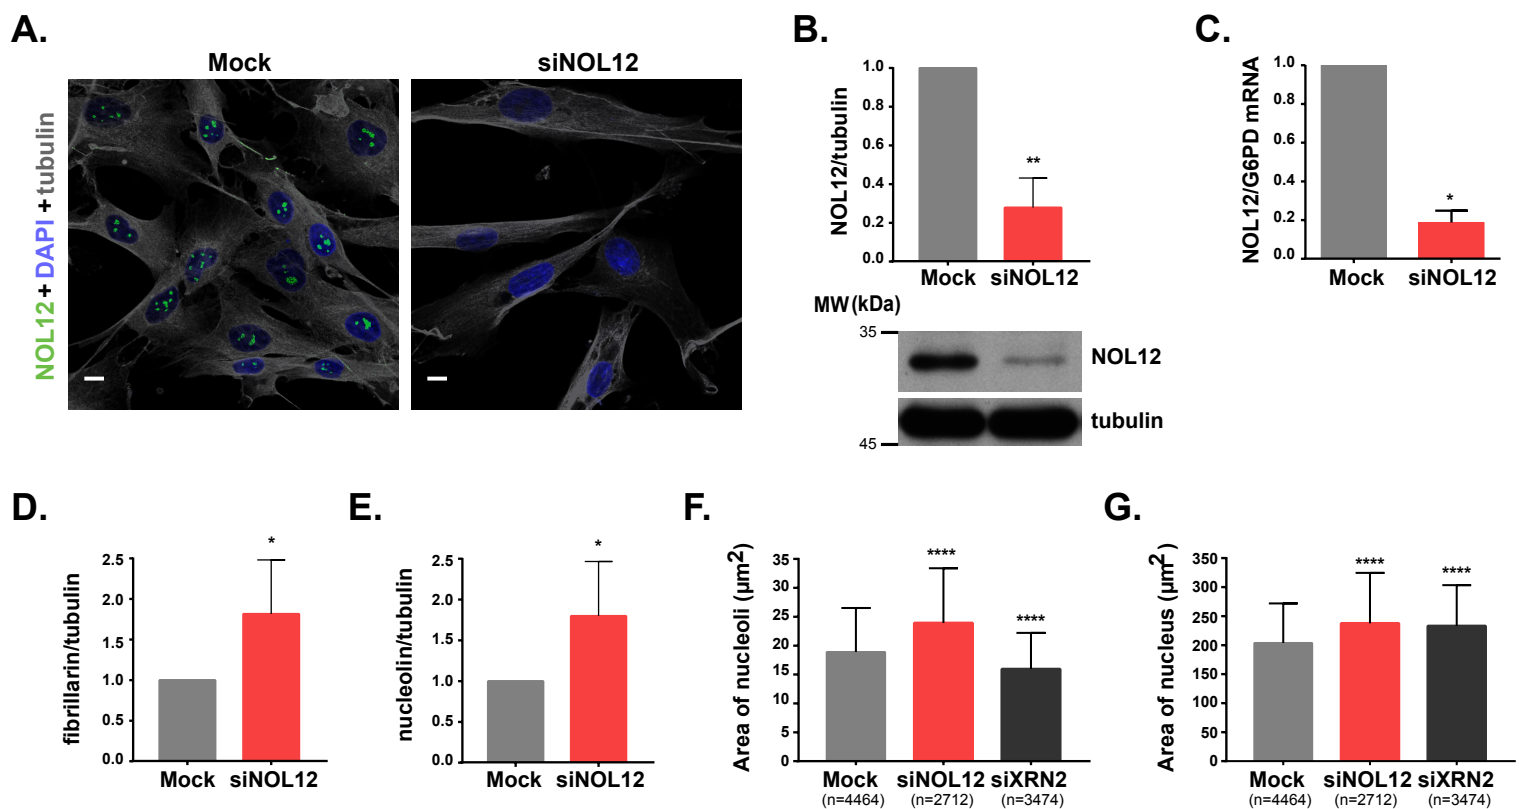 A.
Mock
siNOL12
NOL12 + DAPI + tubulin
B.
NOL12/tubulin
1.0
0.8
0.6
0.4
0.2
0.0
**
Mock
siNOL12
MW (kDa)
35
NOL12
tubulin
45
C.
NOL12/G6PD mRNA
1.0
0.8
0.6
0.4
0.2
0.0
*
Mock
siNOL12
D.
fibrillarin/tubulin
2.5
2.0
1.5
1.0
0.5
0.0
*
Mock
siNOL12
E.
nucleolin/tubulin
2.5
2.0
1.5
1.0
0.5
0.0
*
Mock
siNOL12
F.
Area of nucleoli (µm²)
35
30
25
20
15
10
5
0
****
****
Mock
siNOL12
siXRN2
(n=4464)
(n=2712)
(n=3474)
G.
Area of nucleus (µm²)
350
300
250
200
150
100
50
0
****
****
Mock
siNOL12
siXRN2
(n=4464)
(n=2712)
(n=3474)